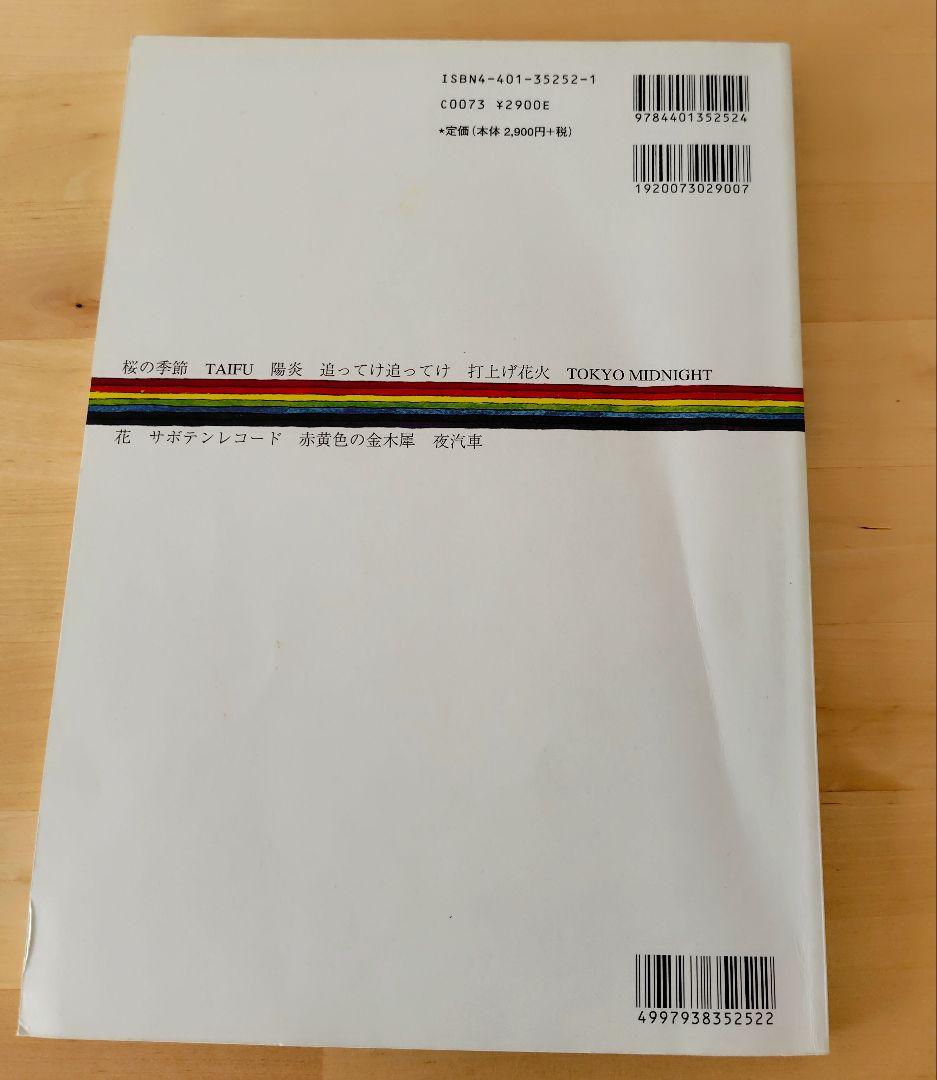 ISBN4-401-35252-1
C0073 ¥2900E
*定価(本体 2,900円+税)
9784401352524
1920073029007
桜の季節 TAIFU 陽炎 追ってけ追ってけ 打上げ花火 TOKYO MIDNIGHT
花 サボテンレコード 赤黄色の金木犀 夜汽車
4997938352522